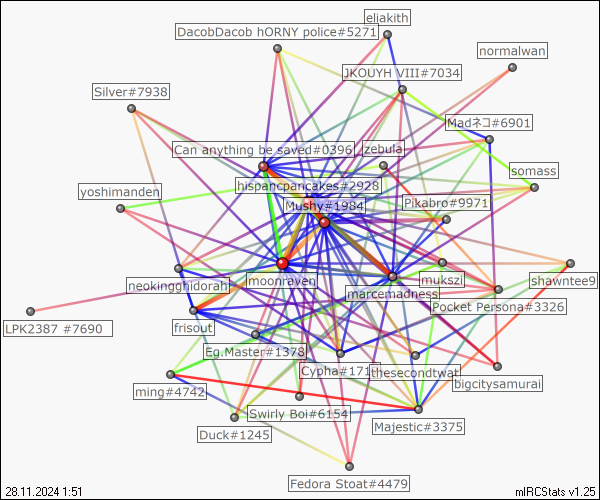 eljakith
DacobDacob hORNY police#5271
normalwan
JKOUYH VIII#7034
Silver#7938
Madネコ#6901
Can anything be saved#0396
zebula
somass
hispancpancakes#2928
yoshimanden
Mushy#1984
Pikabro#9971
neokingghidorah
moonraven
mukszi
shawntee9
marcemadness
Pocket Persona#3326
LPK2387 #7690
frisout
Eg.Master#1378
Cypha#171
thesecondtwat
bigcitysamurai
ming#4742
Swirly Boi#6154
Duck#1245
Majestic#3375
Fedora Stoat#4479
28.11.2024 1:51
mIRCStats v1.25